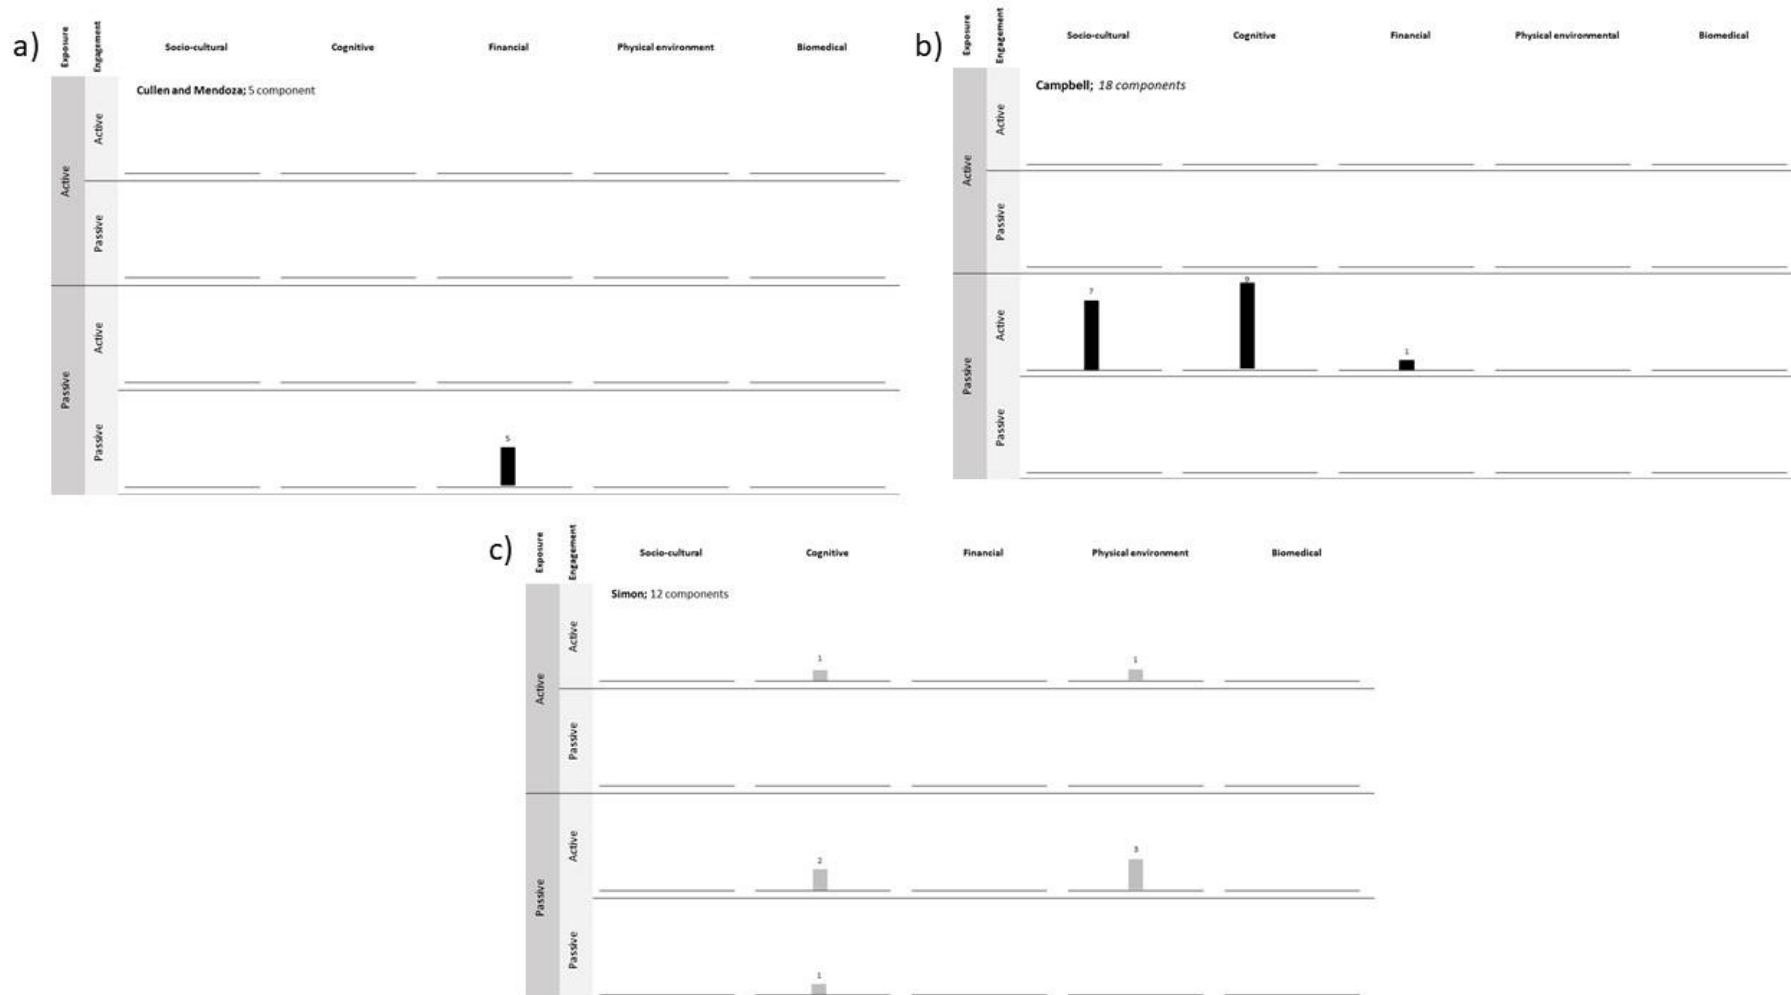 a)
Exposure
Engagement
Socio-cultural
Cognitive
Financial
Physical environment
Biomedical
Cullen and Mendoza; 5 component
Active
Active
Passive
Passive
Active
Passive
5
b)
Exposure
Engagement
Socio-cultural
Cognitive
Financial
Physical environmental
Biomedical
Campbell; 18 components
Active
Active
Passive
Passive
Active
7
9
1
Passive
c)
Exposure
Engagement
Socio-cultural
Cognitive
Financial
Physical environment
Biomedical
Simon; 12 components
Active
Active
1
1
Passive
Passive
Active
2
3
Passive
1